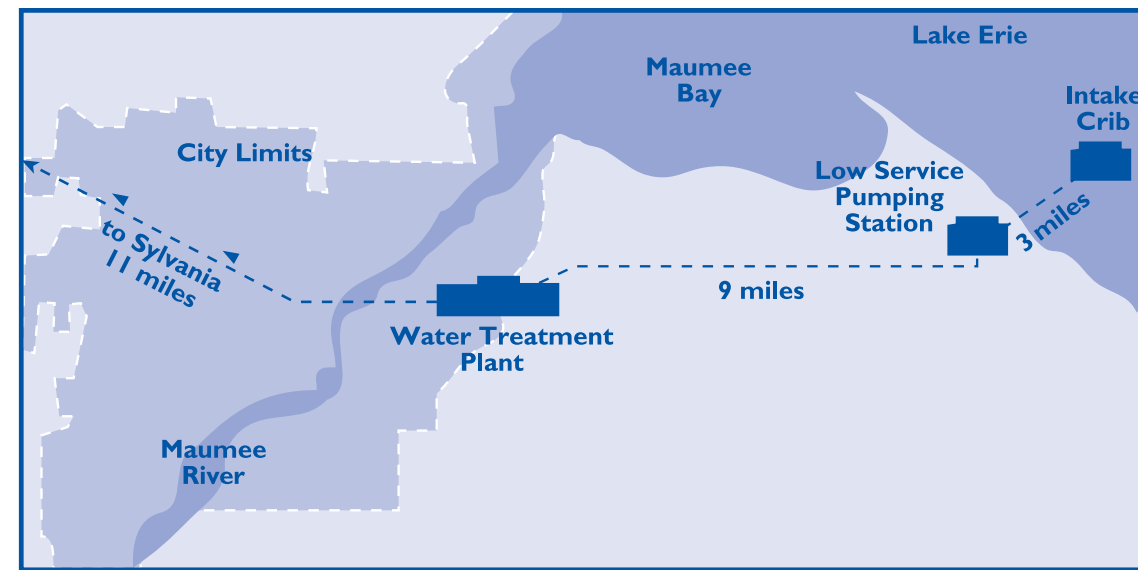 Lake Erie
Maumee
Bay
Intake
Crib
City Limits
Low Service
Pumping
Station
3 miles
to Sylvania
11 miles
9 miles
Water Treatment
Plant
Maumee
River